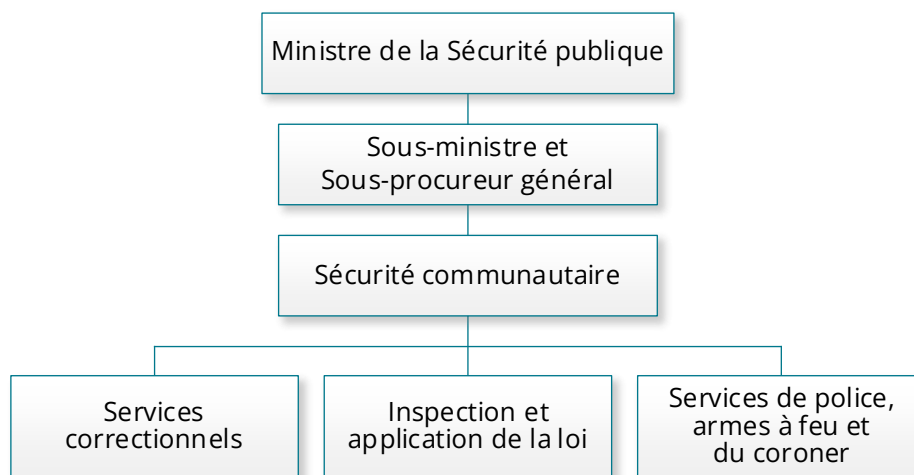 Ministre de la Sécurité publique
Sous-ministre et
Sous-procureur général
Sécurité communautaire
Services
correctionnels
Inspection et
application de la loi
Services de police,
armes à feu et
du coroner